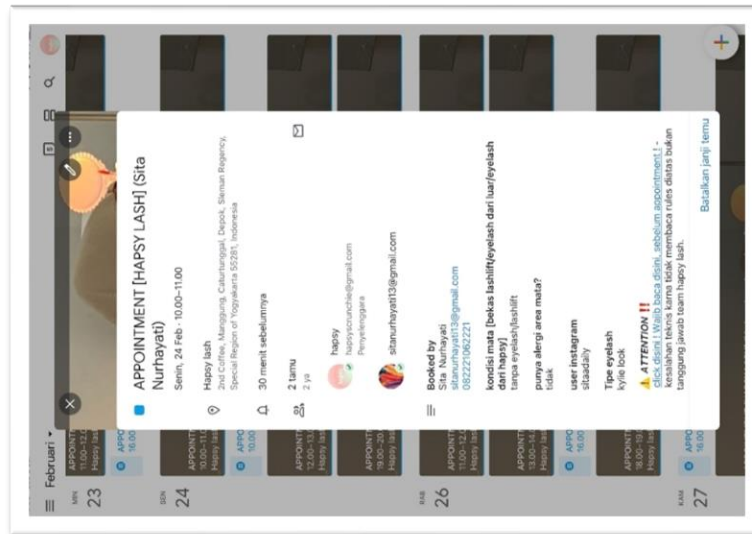 Februari
5
MIN
23
SEN
24
RAB
26
KAM
27
APPOINTMENT [HAPSY LASH] (Sita
Nurhayati)
Senin, 24 Feb · 10.00–11.00
Hapsy lash
2nd Coffee, Manggung, Caturtunggal, Depok, Sleman Regency,
Special Region of Yogyakarta 55281, Indonesia
30 menit sebelumnya
2 tamu
2 ya
hapsy
hapsyscrunchie@gmail.com
Penyelenggara
sitanurhayati13@gmail.com
Booked by
Sita Nurhayati
sitanurhayati13@gmail.com
082221062221
kondisi mata [bekas lashlift/eyelash dari luar/eyelash
dari hapsy]
tanpa eyelash/lashlift
punya alergi area mata?
tidak
user instagram
sitaadaily
Tipe eyelash
kylie look
⚠️ ATTENTION ‼️
click disini ! Wajib baca disini, sebelum appointment ! -
kesalahan teknis karna tidak membaca rules diatas bukan
tanggung jawab team hapsy lash.
Batalkan janji temu